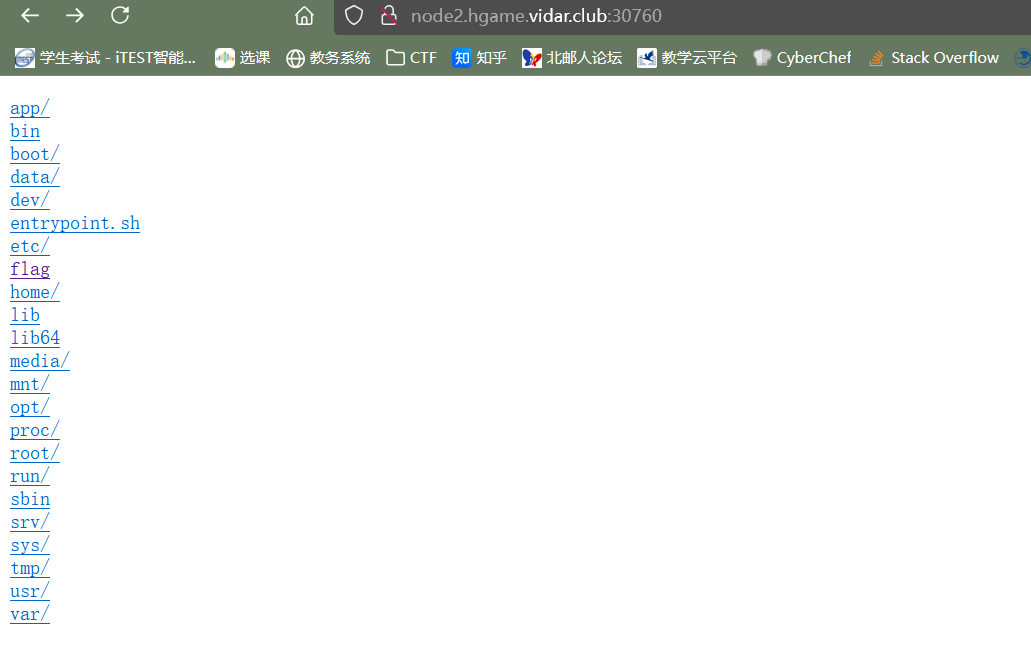 node2.hgame.vidar.club:30760
学生考试 - iTEST智能... 选课 教务系统 CTF 知 知乎 北邮人论坛 教学云平台 CyberChef Stack Overflow
app/
bin
boot/
data/
dev/
entrypoint.sh
etc/
flag
home/
lib
lib64
media/
mnt/
opt/
proc/
root/
run/
sbin
srv/
sys/
tmp/
usr/
var/